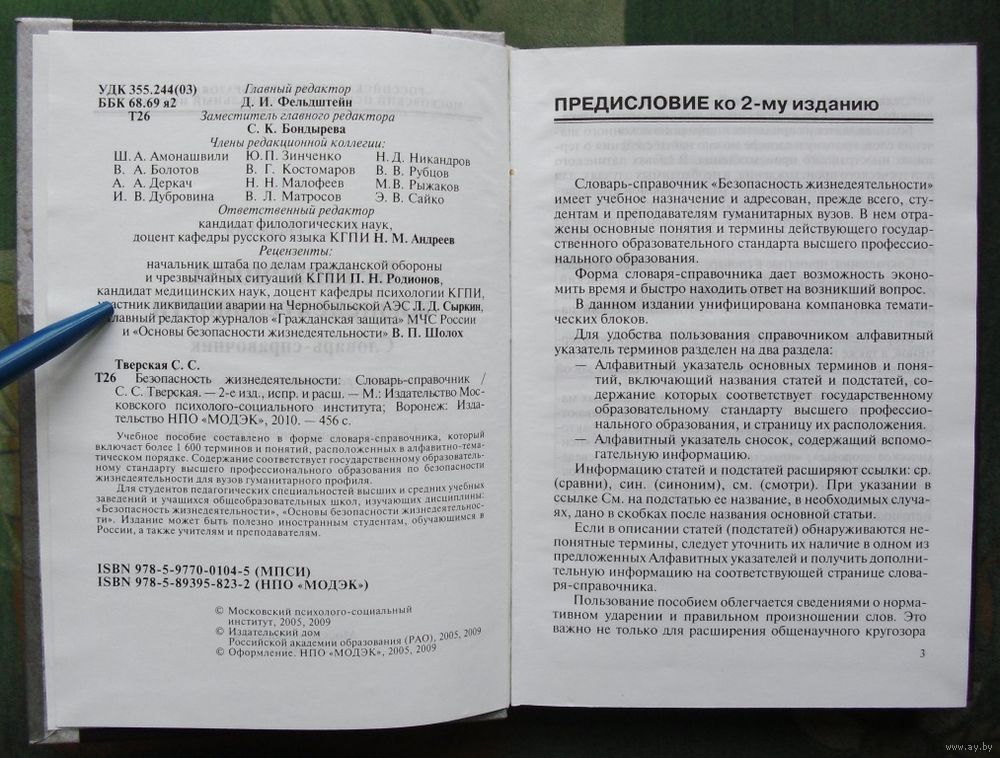 УДК 355.244(03)
ББК 68.69 я2
Т26
Главный редактор
Д. И. Фельдштейн
Заместитель главного редактора
С. К. Бондырева
Члены редакционной коллегии:
Ш. А. Амонашвили Ю. П. Зинченко Н. Д. Никандров
В. А. Болотов В. Г. Костомаров В. В. Рубцов
А. А. Деркач Н. Н. Малофеев М. В. Рыжаков
И. В. Дубровина В. Л. Матросов Э. В. Сайко
Ответственный редактор
кандидат филологических наук,
доцент кафедры русского языка КГПИ Н. М. Андреев
Рецензенты:
начальник штаба по делам гражданской обороны
и чрезвычайных ситуаций КГПИ П. Н. Родионов,
кандидат медицинских наук, доцент кафедры психологии КГПИ,
участник ликвидации аварии на Чернобыльской АЭС Л. Д. Сыркин,
главный редактор журналов «Гражданская защита» МЧС России
и «Основы безопасности жизнедеятельности» В. П. Шолох
Тверская С. С.
Т26 Безопасность жизнедеятельности: Словарь-справочник /
С. С. Тверская. — 2-е изд., испр. и расш. — М.: Издательство Мос-
ковского психолого-социального института; Воронеж: Изда-
тельство НПО «МОДЭК», 2010. — 456 с.
Учебное пособие составлено в форме словаря-справочника, который
включает более 1 600 терминов и понятий, расположенных в алфавитно-тема-
тическом порядке. Содержание соответствует государственному образователь-
ному стандарту высшего профессионального образования по безопасности
жизнедеятельности для вузов гуманитарного профиля.
Для студентов педагогических специальностей высших и средних учебных
заведений и учащихся общеобразовательных школ, изучающих дисциплины:
«Безопасность жизнедеятельности», «Основы безопасности жизнедеятельнос-
ти». Издание может быть полезно иностранным студентам, обучающимся в
России, а также учителям и преподавателям.
ISBN 978-5-9770-0104-5 (МПСИ)
ISBN 978-5-89395-823-2 (НПО «МОДЭК»)
© Московский психолого-социальный
институт, 2005, 2009
© Издательский дом
Российской академии образования (РАО), 2005, 2009
© Оформление. НПО «МОДЭК», 2005, 2009
ПРЕДИСЛОВИЕ ко 2-му изданию
Словарь-справочник «Безопасность жизнедеятельности»
имеет учебное назначение и адресован, прежде всего, сту-
дентам и преподавателям гуманитарных вузов. В нем отра-
жены основные понятия и термины действующего государ-
ственного образовательного стандарта высшего профессио-
нального образования.
Форма словаря-справочника дает возможность эконо-
мить время и быстро находить ответ на возникший вопрос.
В данном издании унифицирована компановка темати-
ческих блоков.
Для удобства пользования справочником алфавитный
указатель терминов разделен на два раздела:
— Алфавитный указатель основных терминов и поня-
тий, включающий названия статей и подстатей, со-
держание которых соответствует государственному
образовательному стандарту высшего профессио-
нального образования, и страницу их расположения.
— Алфавитный указатель сносок, содержащий вспомо-
гательную информацию.
Информацию статей и подстатей расширяют ссылки: ср.
(сравни), син. (синоним), см. (смотри). При указании в
ссылке См. на подстатью ее название, в необходимых случа-
ях, дано в скобках после названия основной статьи.
Если в описании статей (подстатей) обнаруживаются не-
понятные термины, следует уточнить их наличие в одном из
предложенных Алфавитных указателей и получить дополни-
тельную информацию на соответствующей странице слова-
ря-справочника.
Пользование пособием облегчается сведениями о норма-
тивном ударении и правильном произношении слов. Это
важно не только для расширения общенаучного кругозора
3
www.ay.by